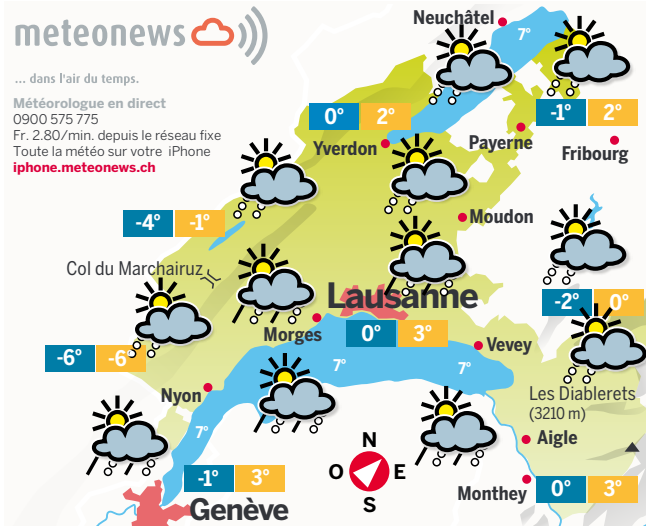 meteonews
... dans l'air du temps.
Météorologue en direct
0900 575 775
Fr. 2.80/min. depuis le réseau fixe
Toute la météo sur votre iPhone
iphone.meteonews.ch
Neuchâtel
7°
0° 2°
-1° 2°
Yverdon
Payerne
Fribourg
-4° -1°
Moudon
Col du Marchairuz
Lausanne
-2° 0°
Morges
0° 3°
Vevey
-6° -6°
7°
7°
Nyon
Les Diablerets
(3210 m)
7°
Aigle
N
O E
S
-1° 3°
Genève
Monthey
0° 3°